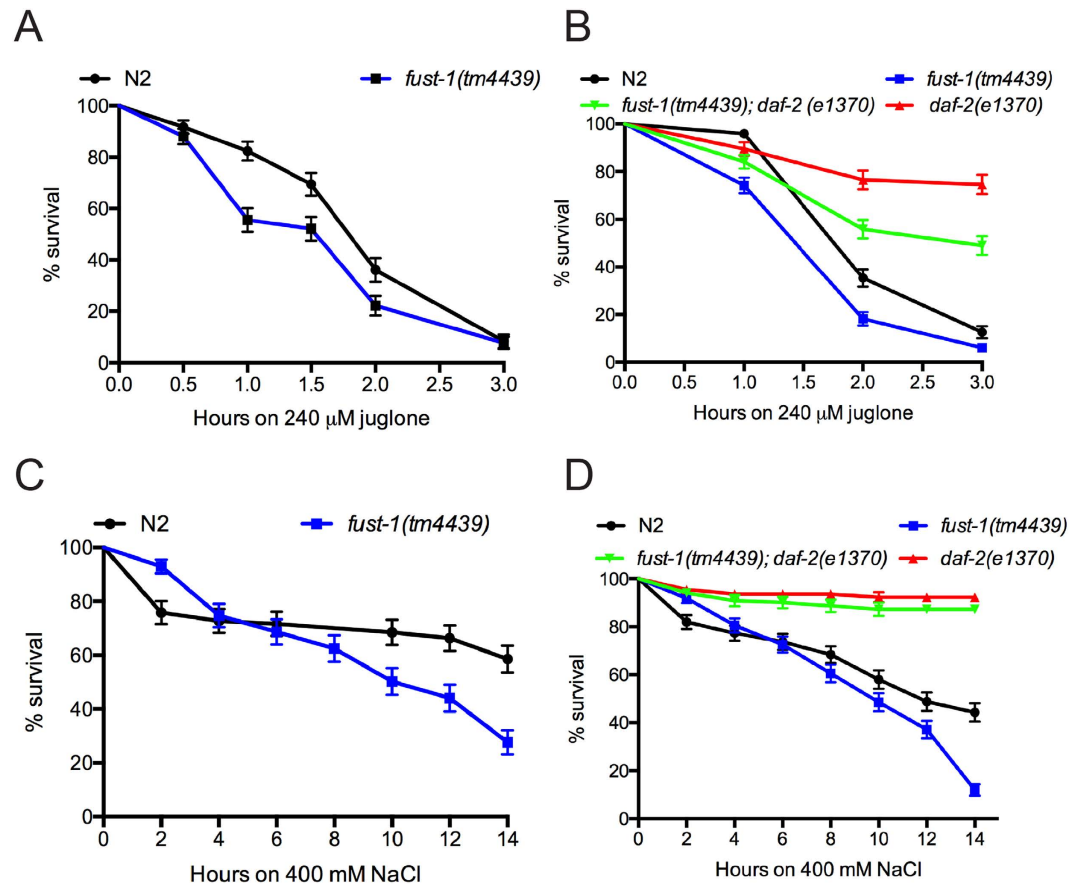 A
N2 fust-1(tm4439)
100
80
60
40
20
0
% survival
0.0 0.5 1.0 1.5 2.0 2.5 3.0
Hours on 240 μM juglone
B
N2 fust-1(tm4439)
fust-1(tm4439); daf-2 (e1370) daf-2(e1370)
100
80
60
40
20
0
% survival
0.0 0.5 1.0 1.5 2.0 2.5 3.0
Hours on 240 μM juglone
C
N2 fust-1(tm4439)
100
80
60
40
20
0
% survival
0 2 4 6 8 10 12 14
Hours on 400 mM NaCl
D
N2 fust-1(tm4439)
fust-1(tm4439); daf-2(e1370) daf-2(e1370)
100
80
60
40
20
0
% survival
0 2 4 6 8 10 12 14
Hours on 400 mM NaCl